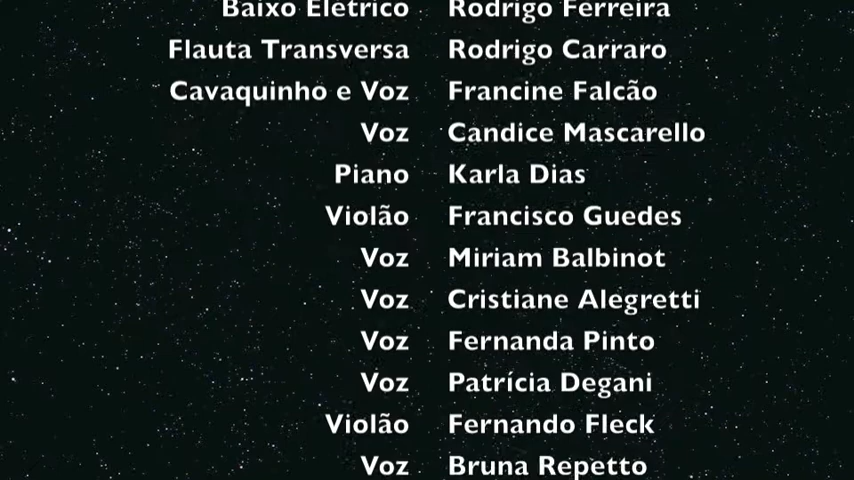 Baixo Elétrico Rodrigo Ferreira
Flauta Transversa Rodrigo Carraro
Cavaquinho e Voz Francine Falcão
Voz Candice Mascarello
Piano Karla Dias
Violão Francisco Guedes
Voz Miriam Balbinot
Voz Cristiane Alegretti
Voz Fernanda Pinto
Voz Patrícia Degani
Violão Fernando Fleck
Voz Bruna Repetto